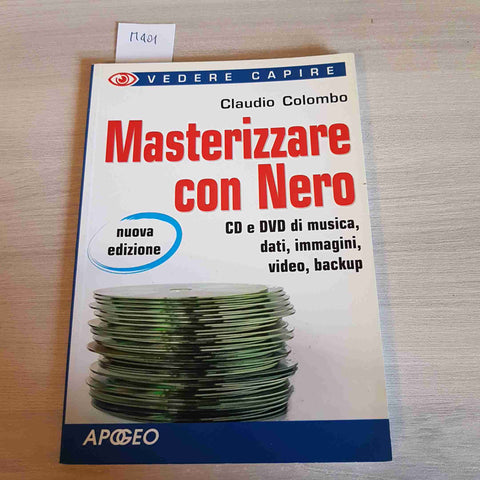 M401
VEDERE CAPIRE
Claudio Colombo
Masterizzare
con Nero
nuova
edizione
CD e DVD di musica,
dati, immagini,
video, backup
APOGEO